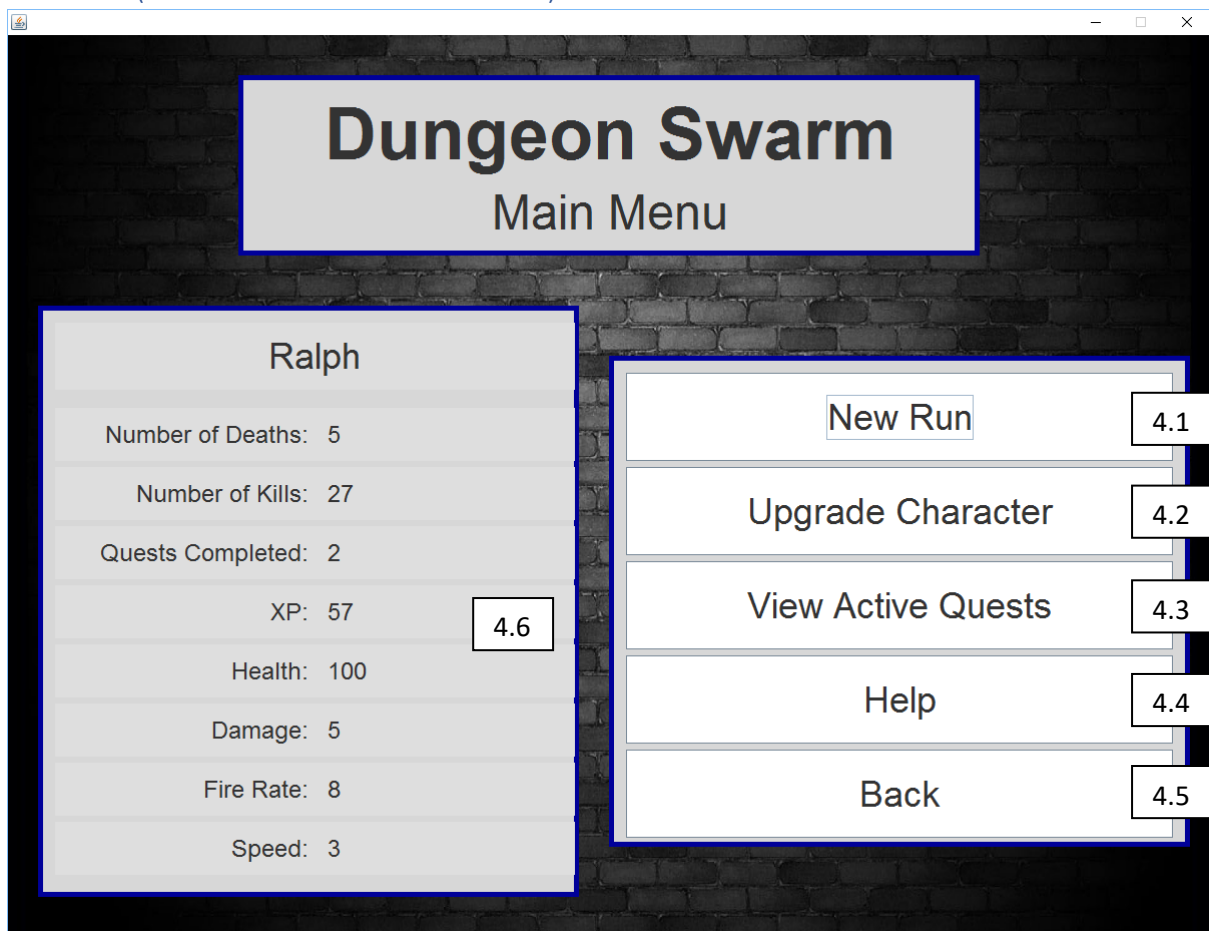 Dungeon Swarm
Main Menu
Ralph
Number of Deaths: 5
Number of Kills: 27
Quests Completed: 2
XP: 57
Health: 100
Damage: 5
Fire Rate: 8
Speed: 3
4.6
New Run 4.1
Upgrade Character 4.2
View Active Quests 4.3
Help 4.4
Back 4.5